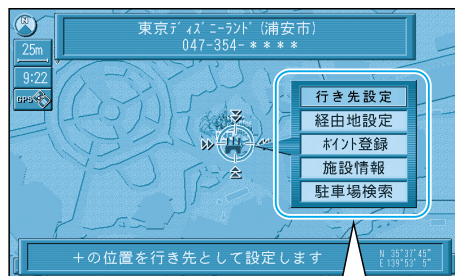 東京ﾃﾞｨｽﾞﾆｰﾗﾝﾄﾞ(浦安市)
047-354-＊＊＊＊
25m
9:22
GPS
行き先設定
経由地設定
ﾎﾟｲﾝﾄ登録
施設情報
駐車場検索
+の位置を行き先として設定します
N 35°37'45"
E 139°53' 5"